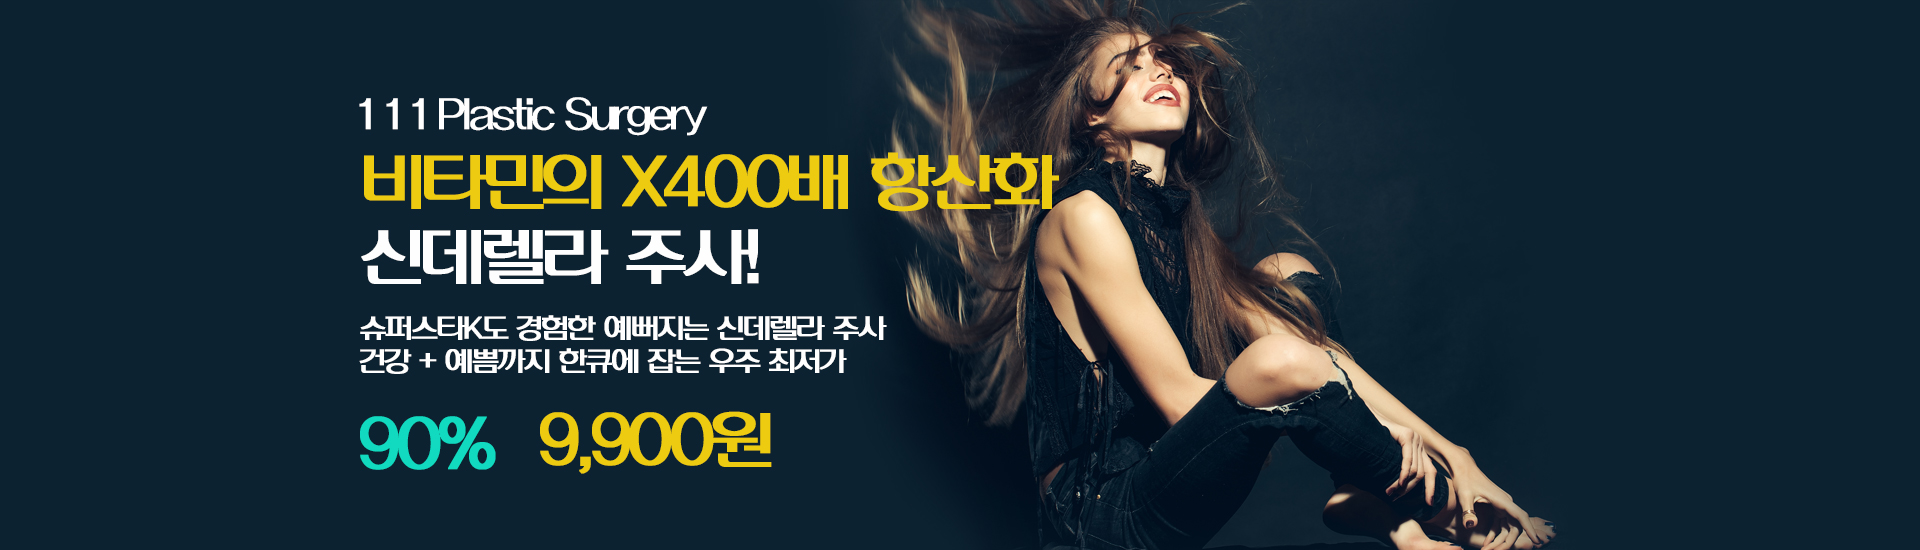 111 Plastic Surgery
비타민의 X400배 항산화
신데렐라 주사!
슈퍼스타K도 경험한 예뻐지는 신데렐라 주사
건강 + 예쁨까지 한큐에 잡는 우주 최저가
90% 9,900원